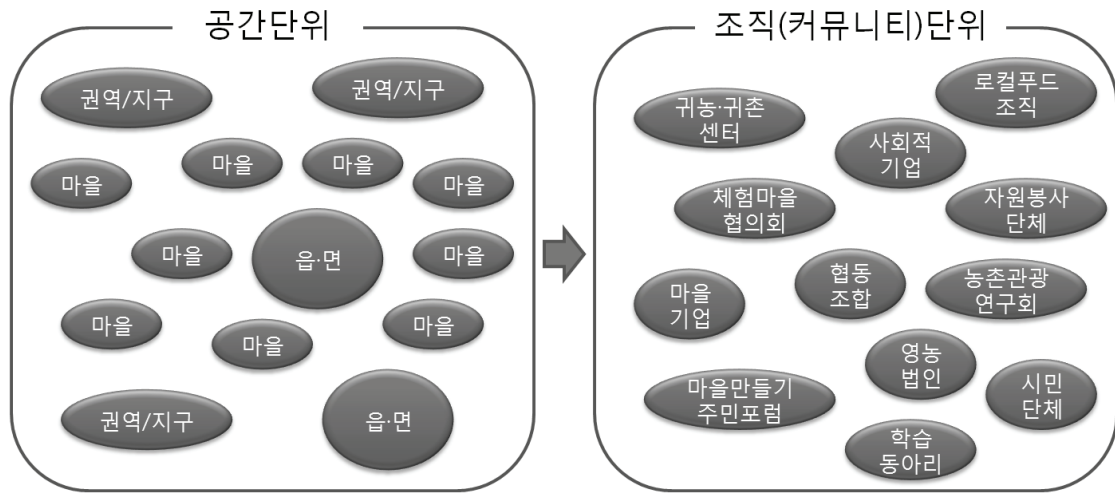 공간단위
권역/지구
권역/지구
마을
마을
마을
마을
마을
읍·면
마을
마을
마을
마을
권역/지구
읍·면
조직(커뮤니티)단위
로컬푸드
조직
귀농·귀촌
센터
사회적
기업
체험마을
협의회
자원봉사
단체
협동
조합
농촌관광
연구회
마을
기업
영농
법인
시민
단체
마을만들기
주민포럼
학습
동아리